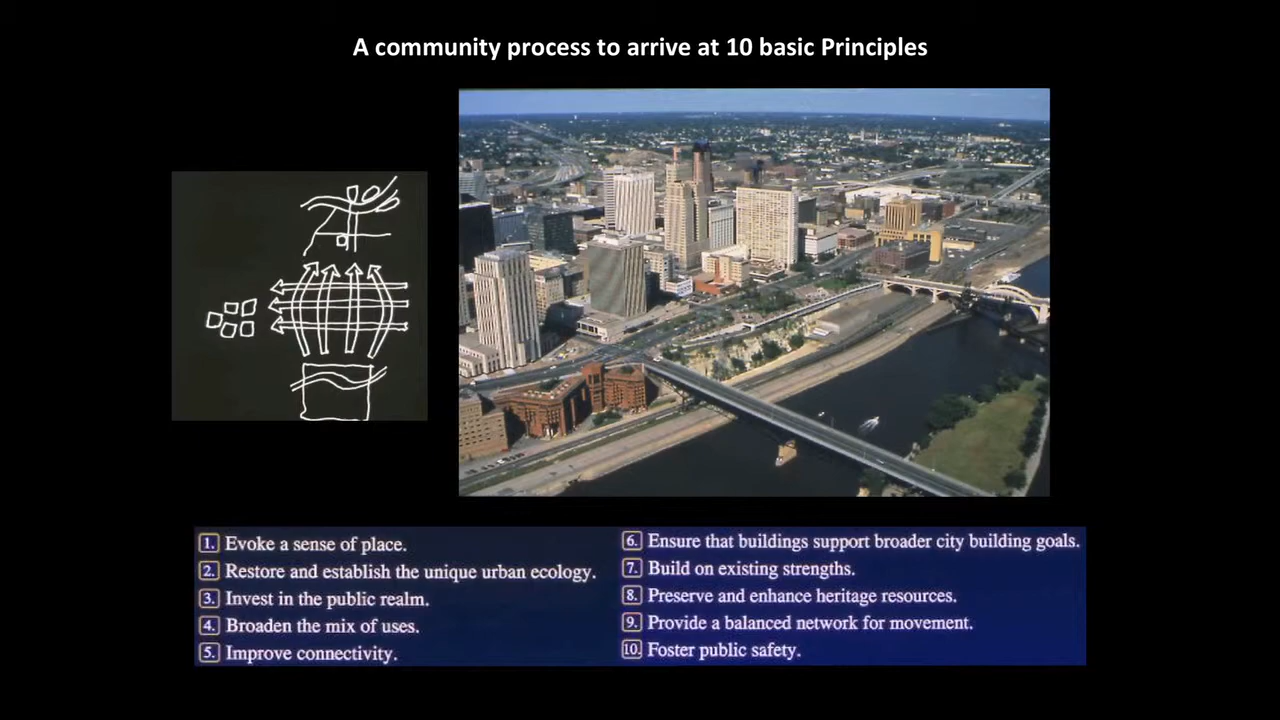 A community process to arrive at 10 basic Principles
1. Evoke a sense of place.
2. Restore and establish the unique urban ecology.
3. Invest in the public realm.
4. Broaden the mix of uses.
5. Improve connectivity.
6. Ensure that buildings support broader city building goals.
7. Build on existing strengths.
8. Preserve and enhance heritage resources.
9. Provide a balanced network for movement.
10. Foster public safety.